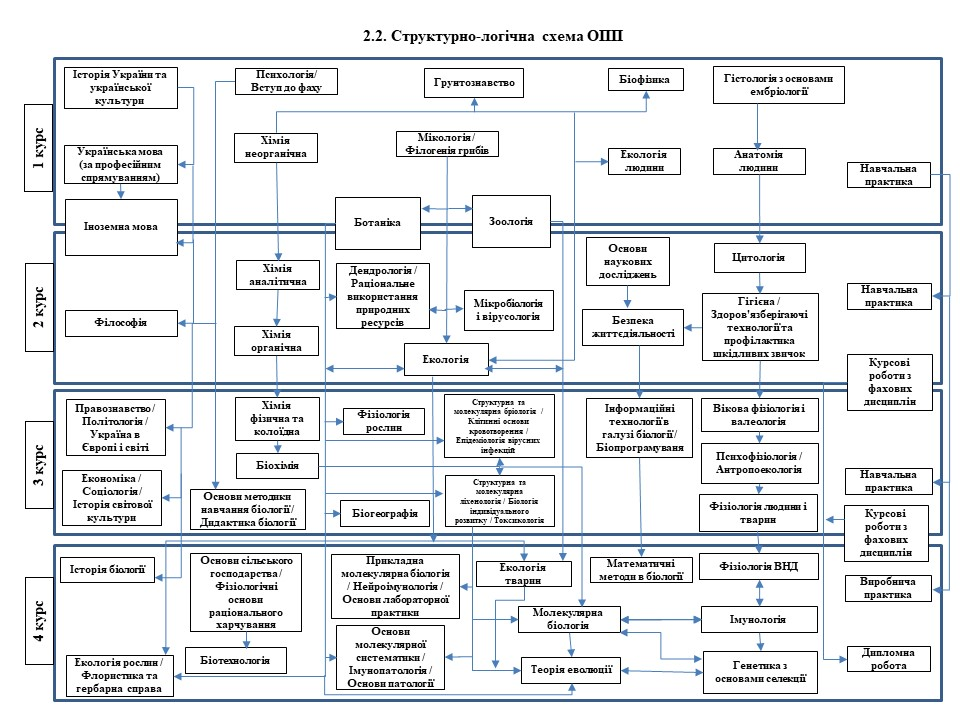 2.2. Структурно-логічна схема ОПП
1 курс
Історія України та
української
культури
Психологія/
Вступ до фаху
Грунтознавство
Біофізика
Гістологія з основами
ембріології
Українська мова
(за професійним
спрямуванням)
Хімія
неорганічна
Мікологія /
Філогенія грибів
Екологія
людини
Анатомія
людини
Навчальна
практика
Іноземна мова
Ботаніка
Зоологія
2 курс
Філософія
Хімія
аналітична
Хімія
органічна
Дендрологія /
Раціональне
використання
природних
ресурсів
Мікробіологія
і вірусологія
Екологія
Основи
наукових
досліджень
Безпека
життєдіяльності
Цитологія
Гігієна /
Здоров'язберігаючі
технології та
профілактика
шкідливих звичок
Навчальна
практика
Курсові
роботи з
фахових
дисциплін
3 курс
Правознавство/
Політологія /
Україна в
Європі і світі
Економіка /
Соціологія /
Історія світової
культури
Хімія
фізична та
колоїдна
Біохімія
Основи методики
навчання біології/
Дидактика біології
Фізіологія
рослин
Біогеографія
Структурна та
молекулярна бріологія /
Клітинні основи
кровотворення /
Епідеміологія вірусних
інфекцій
Структурна та
молекулярна
ліхенологія / Біологія
індивідуального
розвитку / Токсикологія
Інформаційні
технології в
галузі біології/
Біопрограмуваня
Вікова фізіологія і
валеологія
Психофізіологія /
Антропоекологія
Фізіологія людини і
тварин
Навчальна
практика
Курсові
роботи з
фахових
дисциплін
4 курс
Історія біології
Основи сільського
господарства /
Фізіологічні
основи
раціонального
харчування
Прикладна
молекулярна біологія
/ Нейроімунологія /
Основи лабораторної
практики
Екологія
тварин
Математичні
методи в біології
Фізіологія ВНД
Виробнича
практика
Молекулярна
біологія
Імунологія
Екологія рослин /
Флористика та
гербарна справа
Біотехнологія
Основи
молекулярної
систематики /
Імунопатологія /
Основи патології
Теорія еволюції
Генетика з
основами селекції
Дипломна
робота